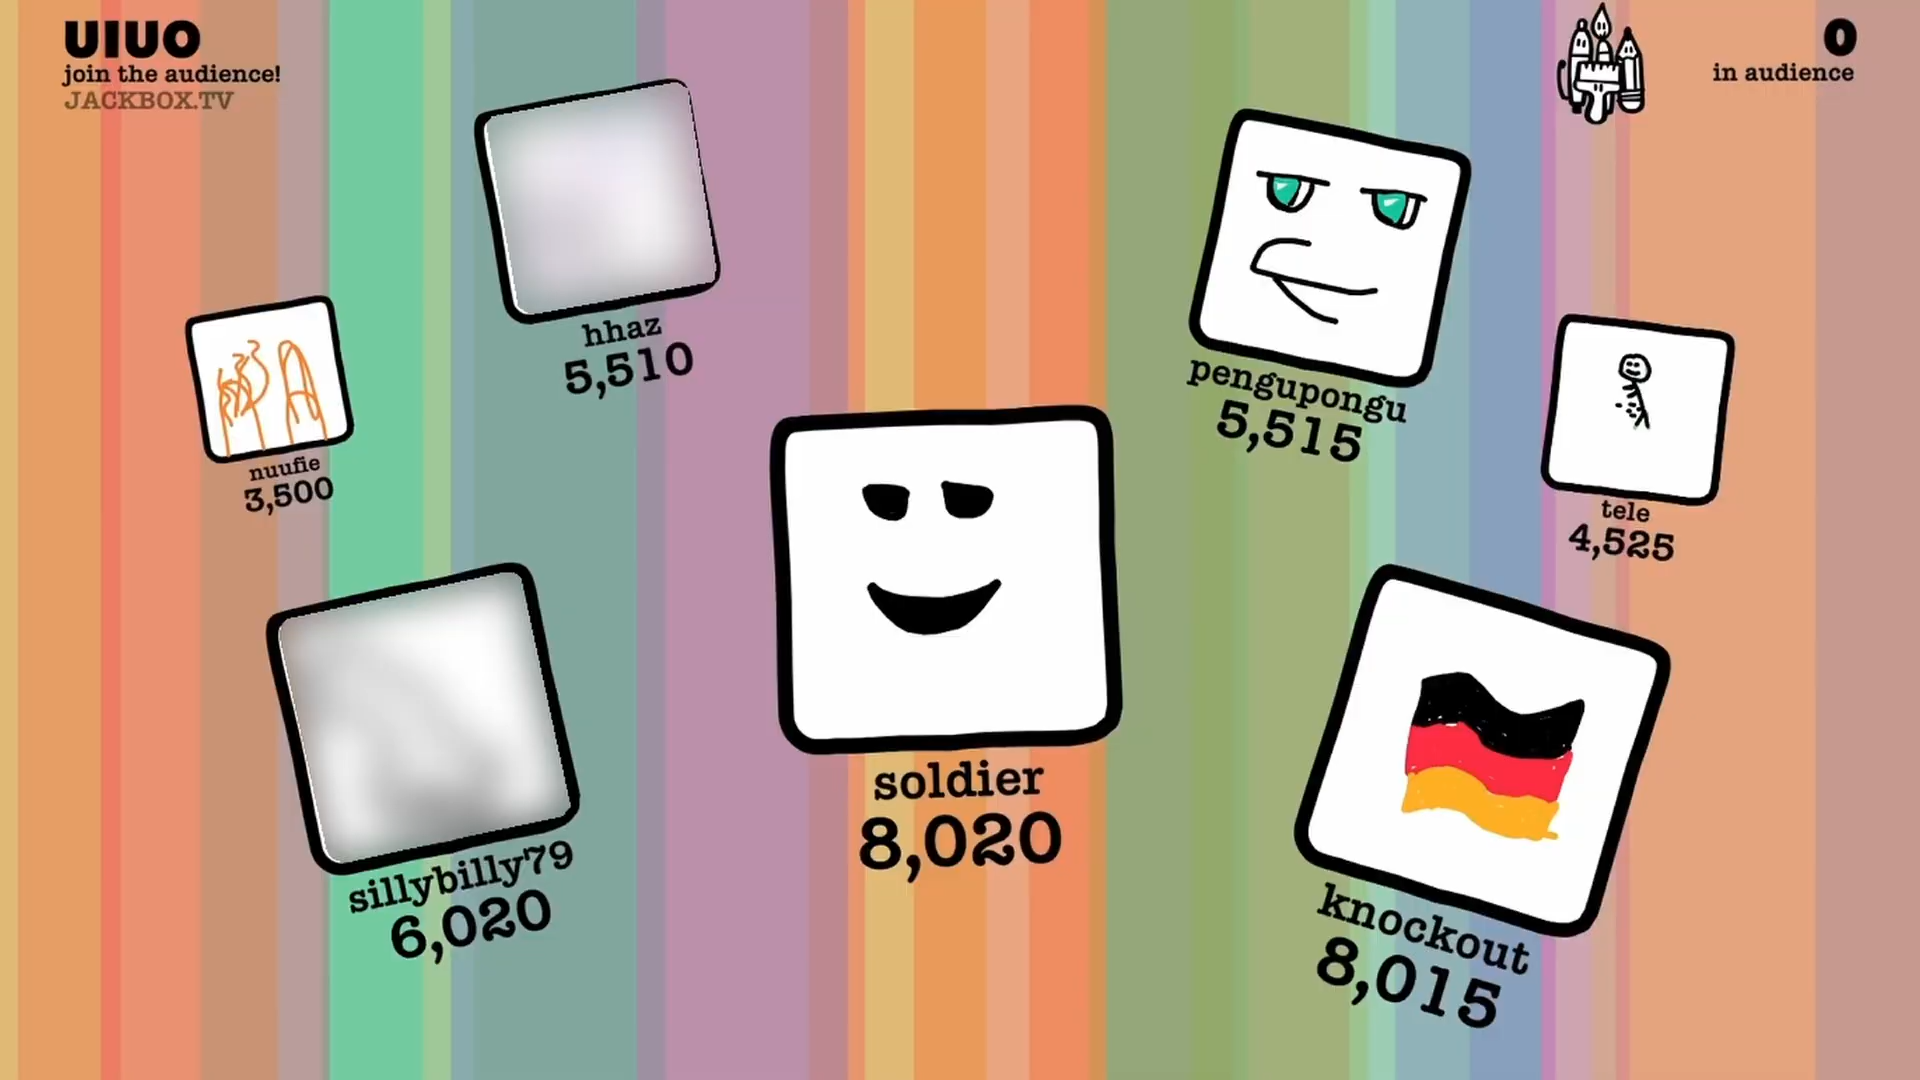 UIUO
join the audience!
JACKBOX.TV
0
in audience
hhaz
5,510
pengupongu
5,515
nuufie
3,500
tele
4,525
soldier
8,020
sillybilly79
6,020
knockout
8,015